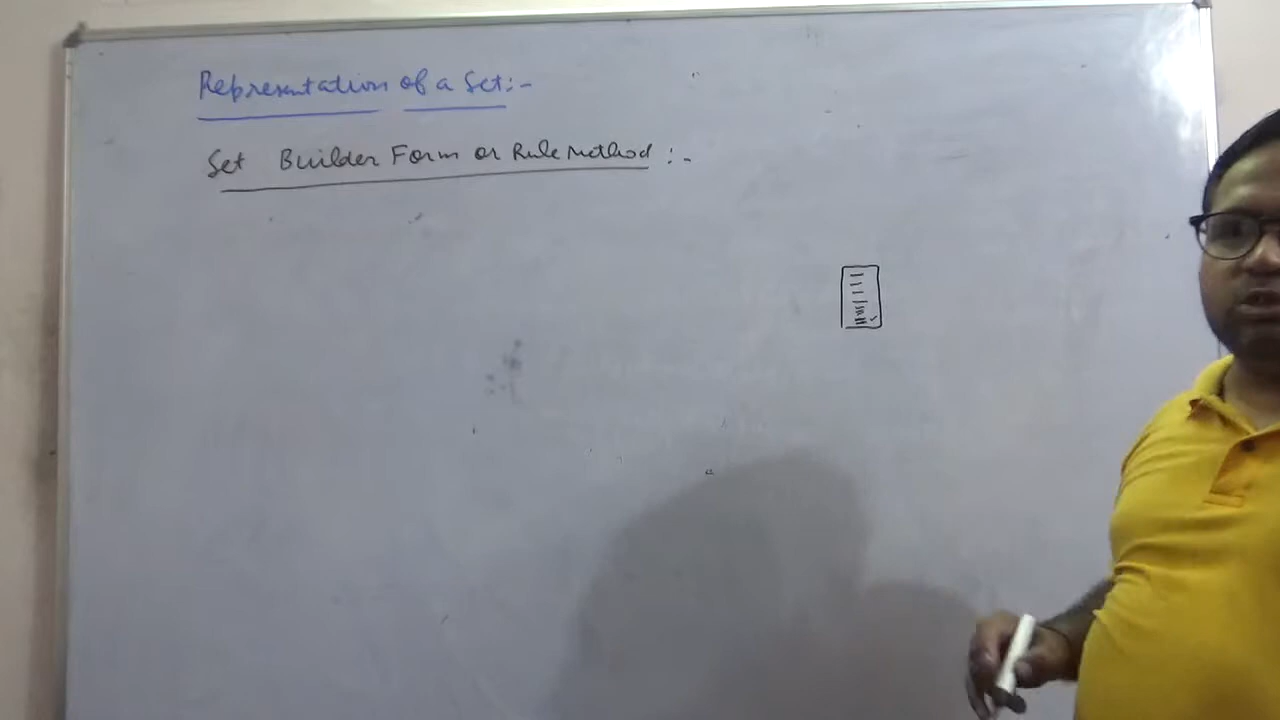 Representation of a Set:-
Set Builder Form or Rule Method :-